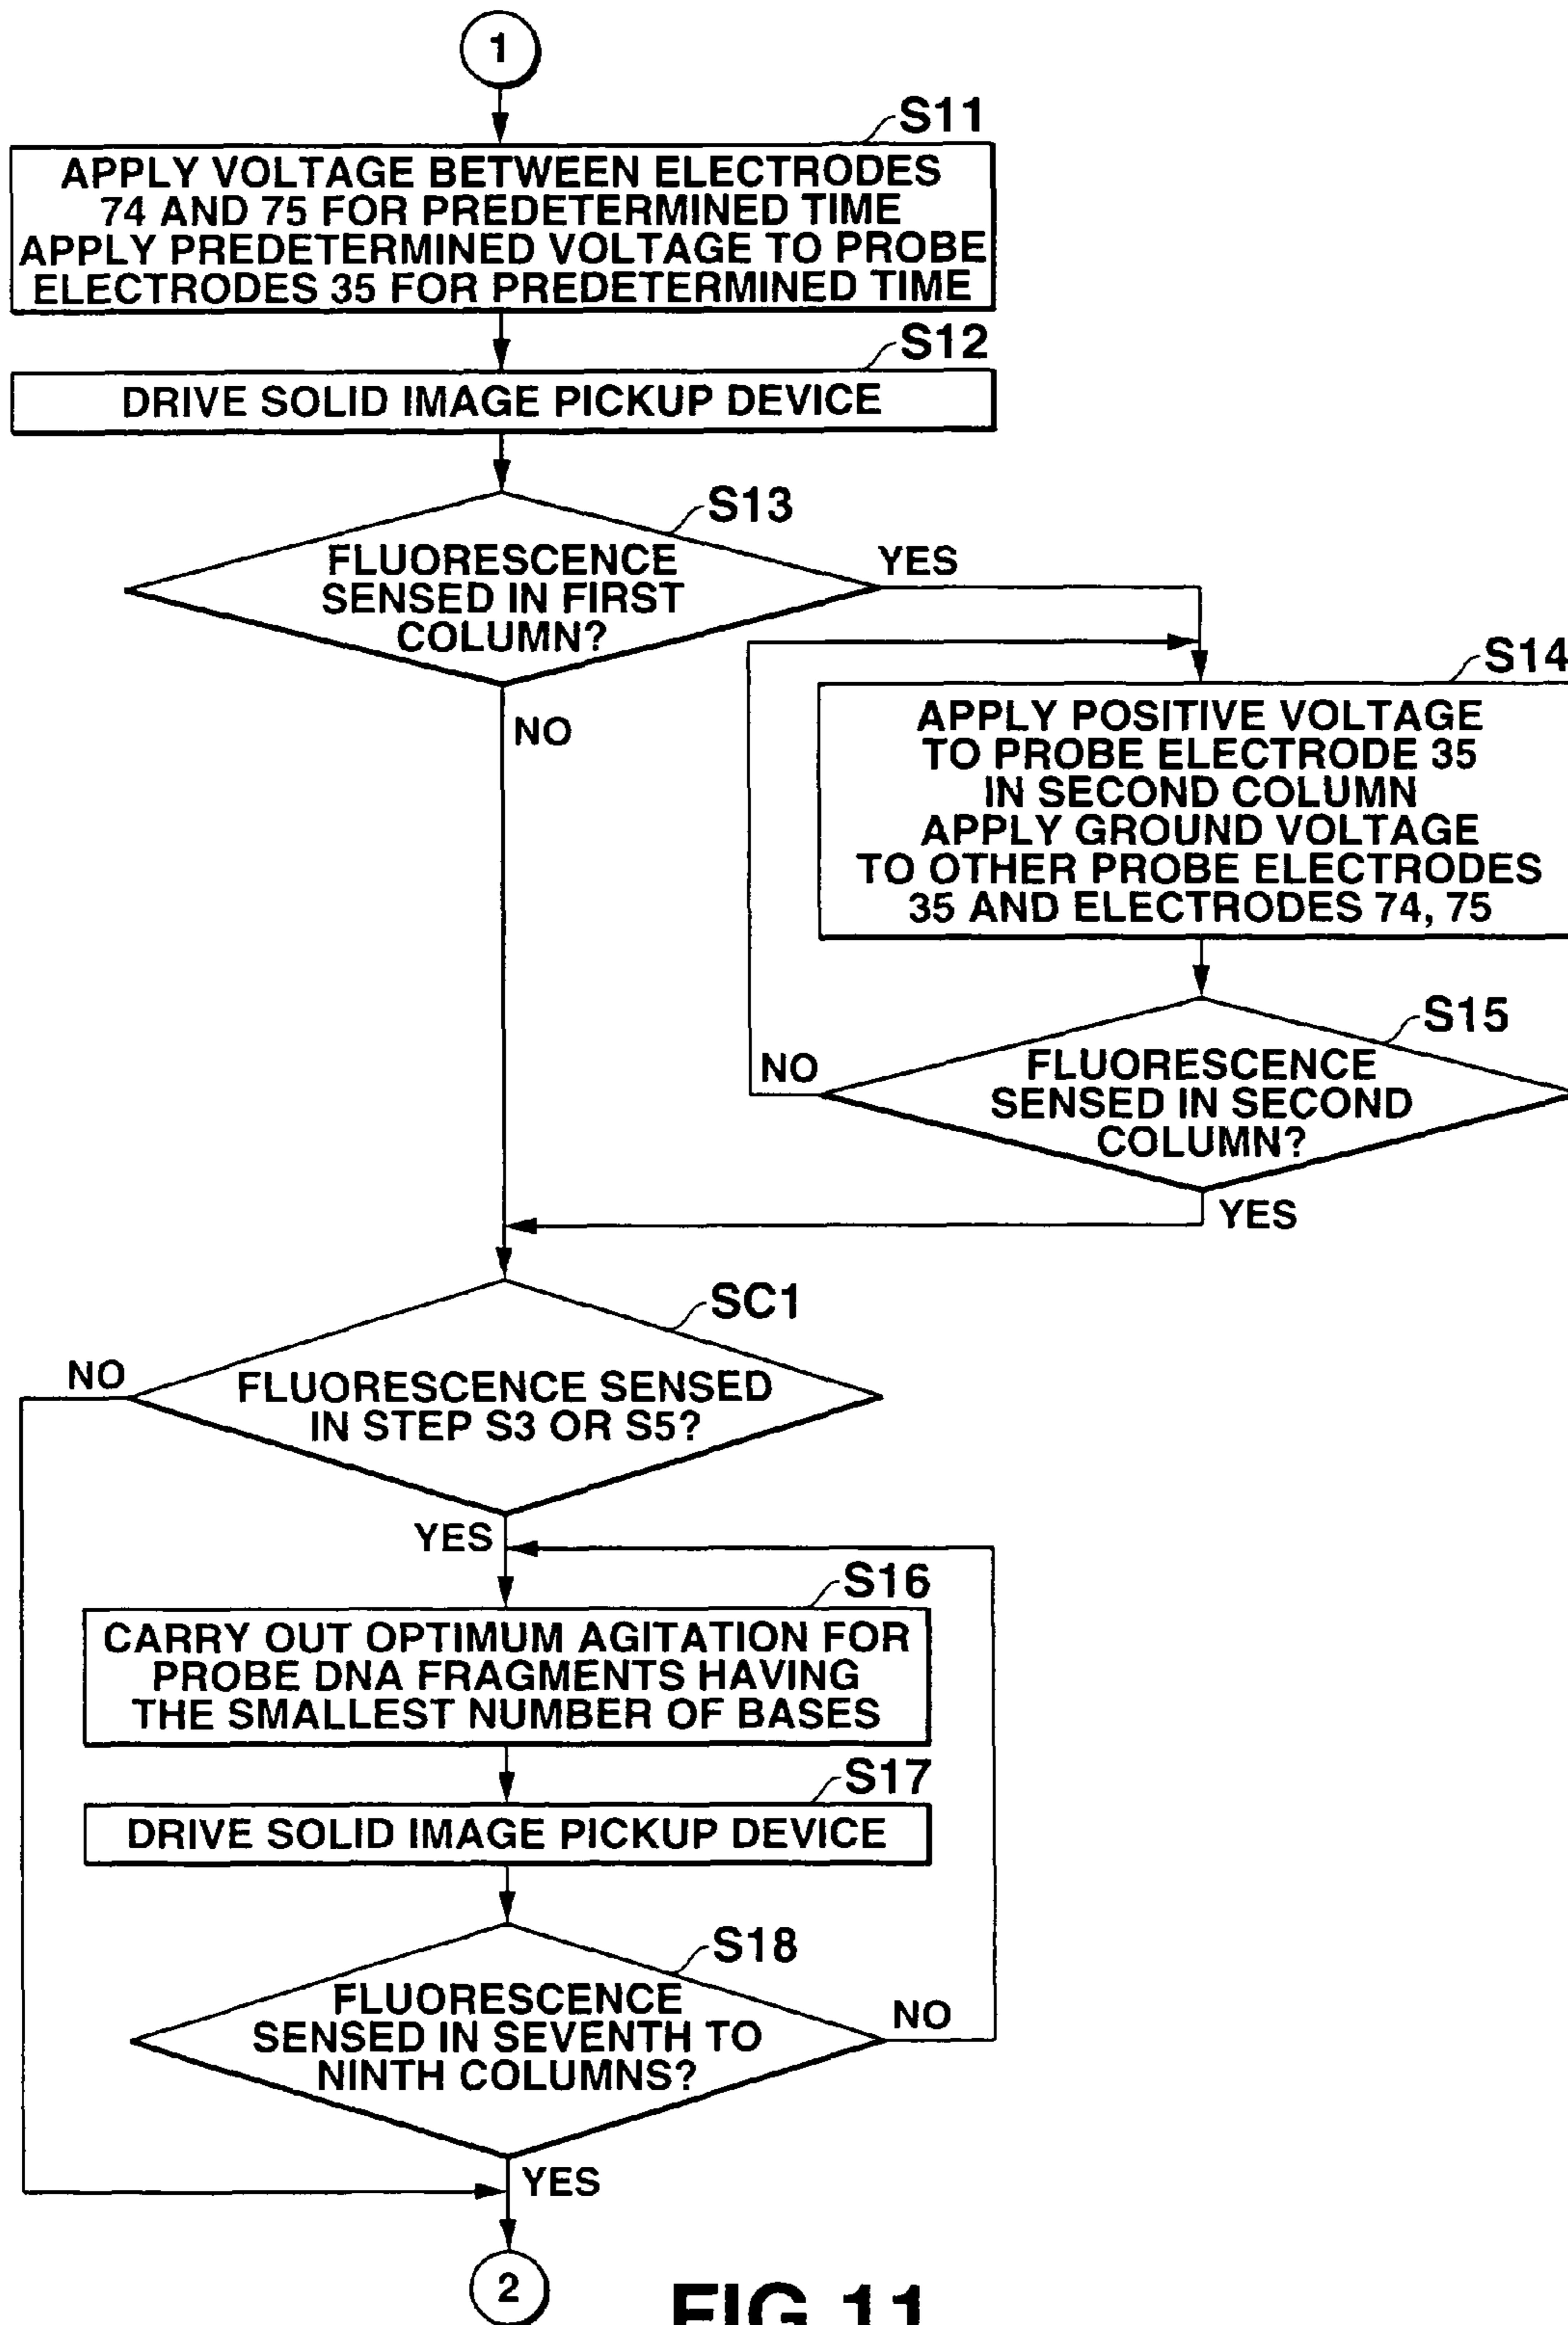 1
S11
APPLY VOLTAGE BETWEEN ELECTRODES
74 AND 75 FOR PREDETERMINED TIME
APPLY PREDETERMINED VOLTAGE TO PROBE
ELECTRODES 35 FOR PREDETERMINED TIME
S12
DRIVE SOLID IMAGE PICKUP DEVICE
S13
FLUORESCENCE
SENSED IN FIRST
COLUMN?
YES
NO
S14
APPLY POSITIVE VOLTAGE
TO PROBE ELECTRODE 35
IN SECOND COLUMN
APPLY GROUND VOLTAGE
TO OTHER PROBE ELECTRODES
35 AND ELECTRODES 74, 75
S15
FLUORESCENCE
SENSED IN SECOND
COLUMN?
NO
YES
SC1
FLUORESCENCE SENSED
IN STEP S3 OR S5?
NO
YES
S16
CARRY OUT OPTIMUM AGITATION FOR
PROBE DNA FRAGMENTS HAVING
THE SMALLEST NUMBER OF BASES
S17
DRIVE SOLID IMAGE PICKUP DEVICE
S18
FLUORESCENCE
SENSED IN SEVENTH TO
NINTH COLUMNS?
NO
YES
2
FIG 11